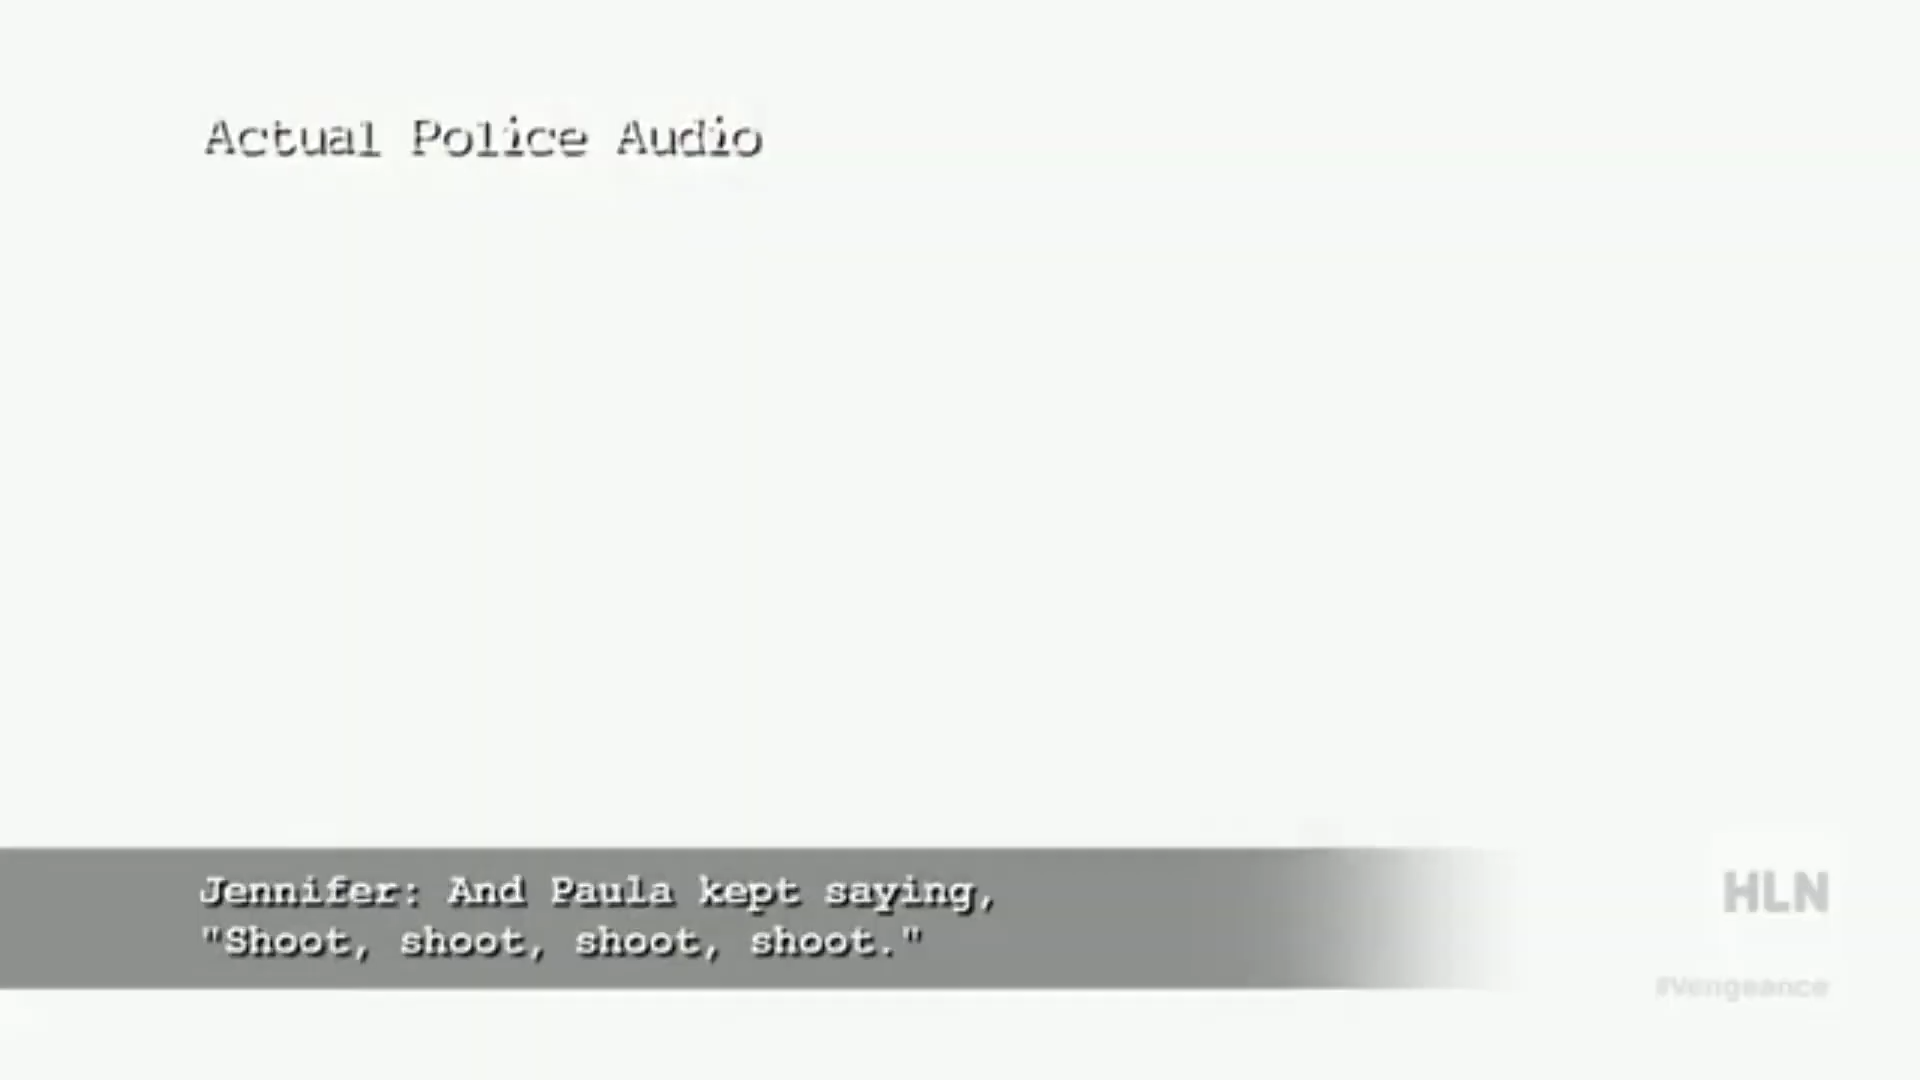 Actual Police Audio
Jennifer: And Paula kept saying,
"Shoot, shoot, shoot, shoot."
HLN
#Vengeance